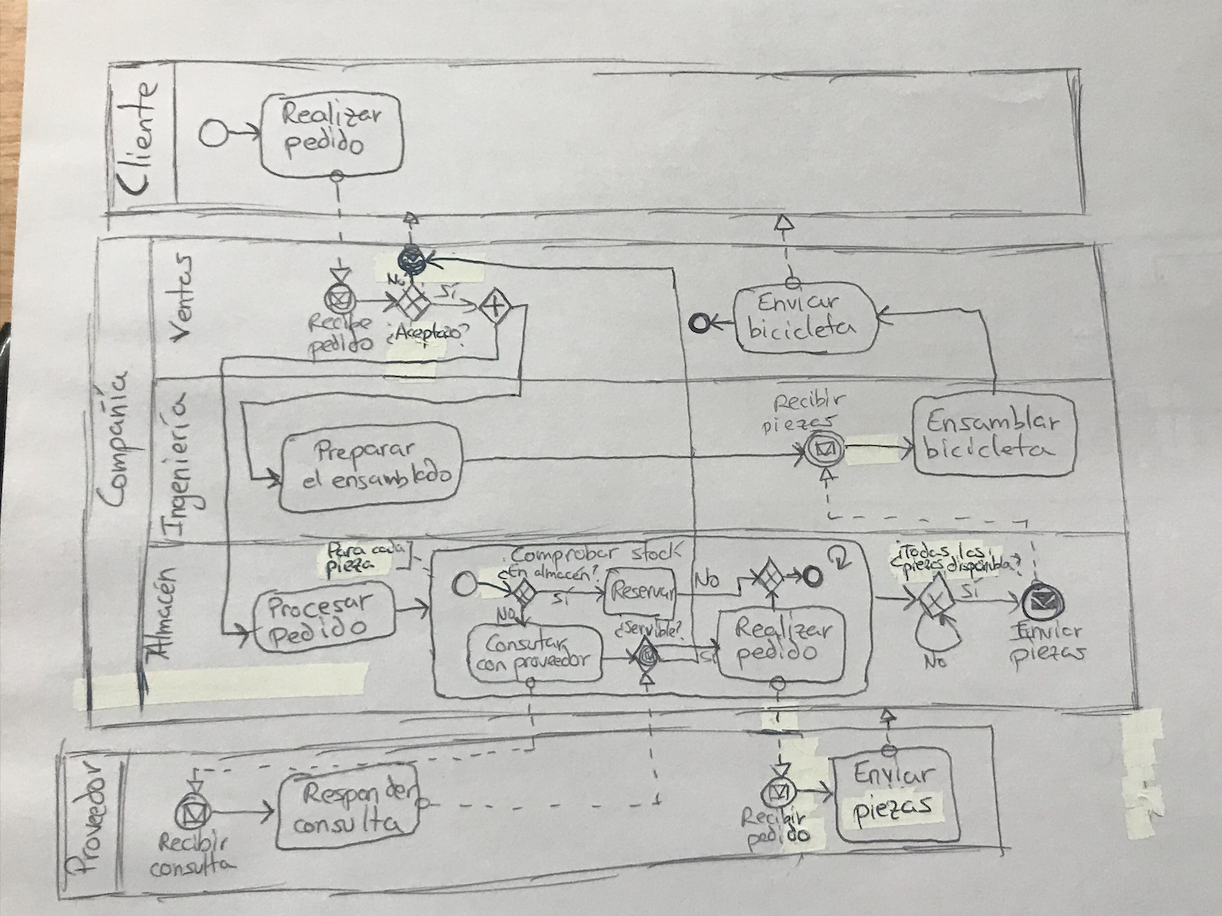 Cliente
Realizar
pedido
Compañía
Ventas
Recibe
pedido
No
Sí
¿Aceptado?
Enviar
bicicleta
Ingeniería
Preparar
el ensamblado
Recibir
piezas
Ensamblar
bicicleta
Almacén
Para cada
pieza
Procesar
pedido
Comprobar stock
¿En almacén?
Sí
No
Reservar
No
Consultar
con proveedor
¿Servible?
Sí
Realizar
pedido
¿Todas las
piezas disponible?
Sí
No
Enviar
piezas
Proveedor
Recibir
consulta
Responder
consulta
Recibir
pedido
Enviar
piezas